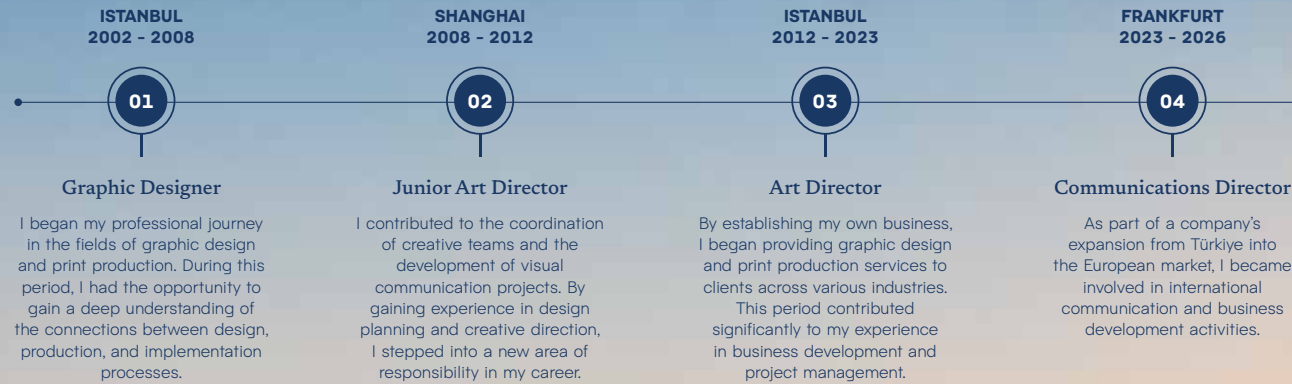 ISTANBUL
2002 - 2008
01
Graphic Designer
I began my professional journey
in the fields of graphic design
and print production. During this
period, I had the opportunity to
gain a deep understanding of
the connections between design,
production, and implementation
processes.
SHANGHAI
2008 - 2012
02
Junior Art Director
I contributed to the coordination
of creative teams and the
development of visual
communication projects. By
gaining experience in design
planning and creative direction,
I stepped into a new area of
responsibility in my career.
ISTANBUL
2012 - 2023
03
Art Director
By establishing my own business,
I began providing graphic design
and print production services to
clients across various industries.
This period contributed
significantly to my experience
in business development and
project management.
FRANKFURT
2023 - 2026
04
Communications Director
As part of a company’s
expansion from Türkiye into
the European market, I became
involved in international
communication and business
development activities.